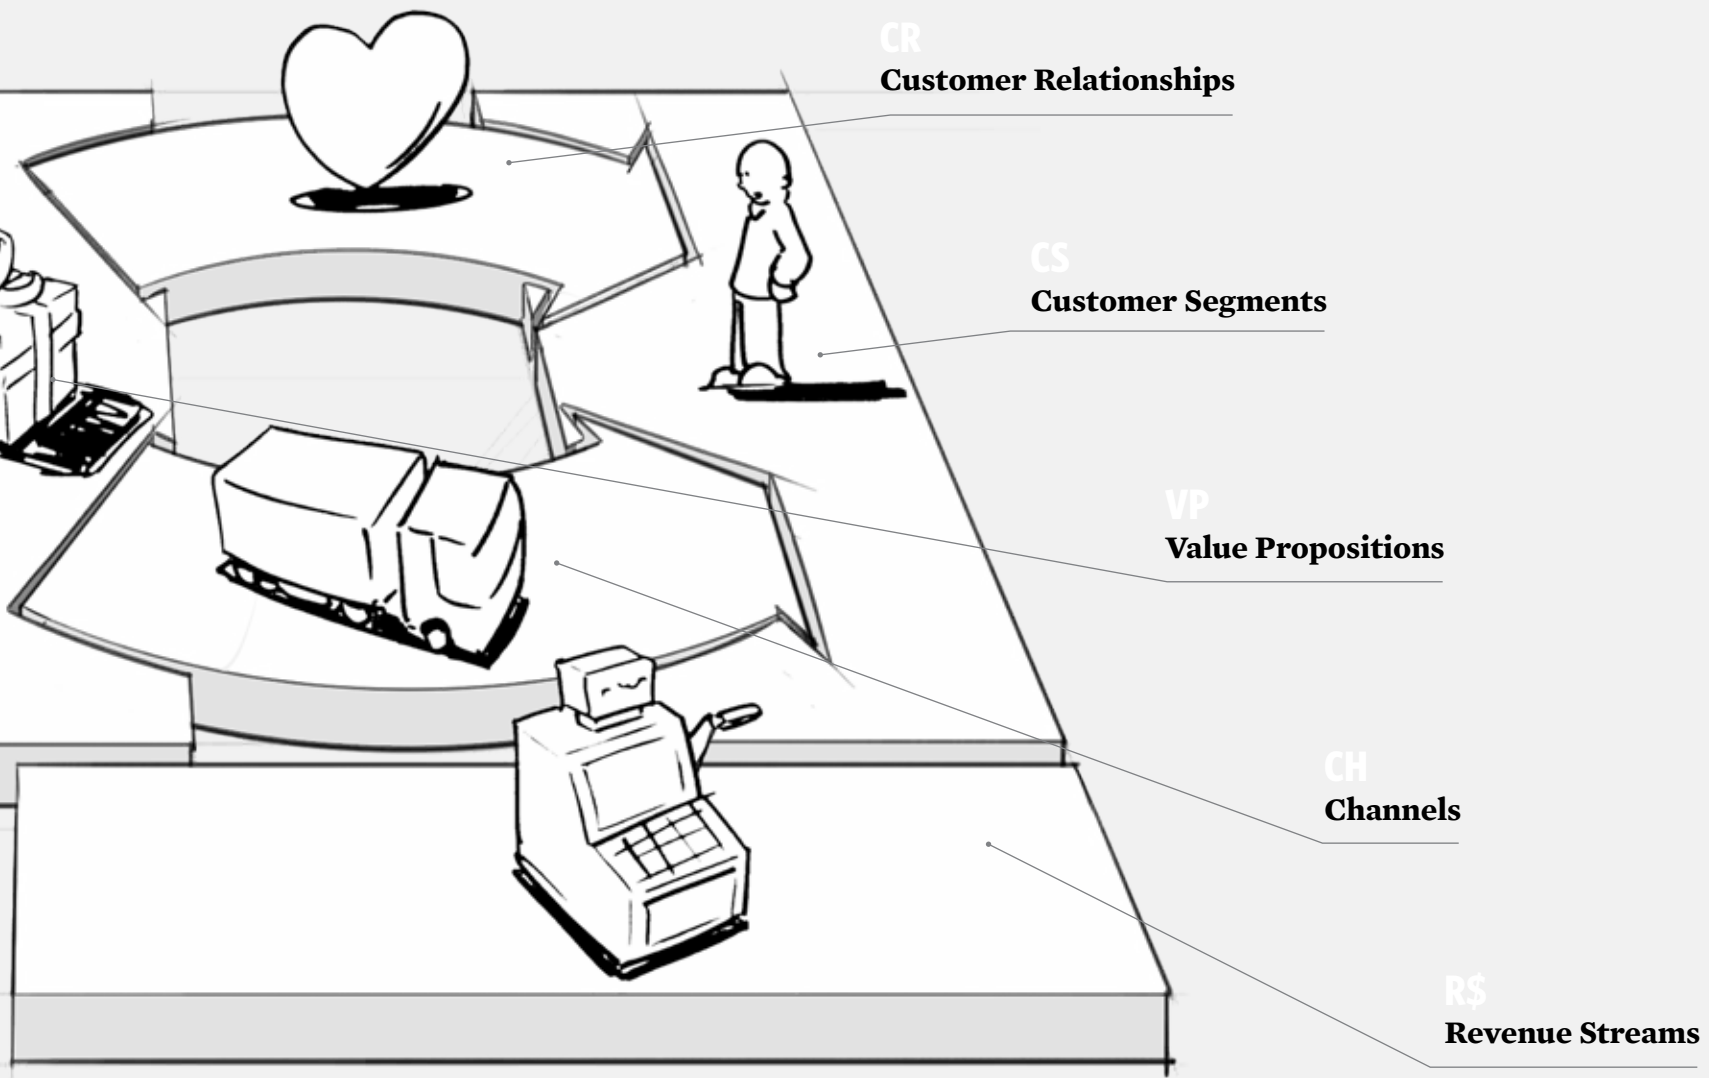 CR
Customer Relationships
CS
Customer Segments
VP
Value Propositions
CH
Channels
R$
Revenue Streams